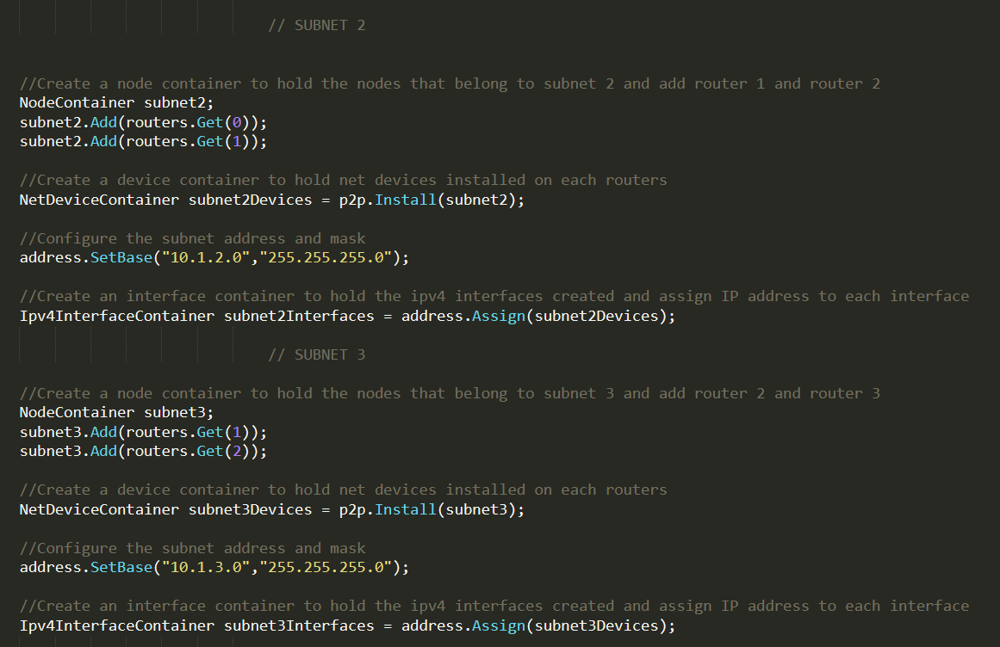 // SUBNET 2
//Create a node container to hold the nodes that belong to subnet 2 and add router 1 and router 2
NodeContainer subnet2;
subnet2.Add(routers.Get(0));
subnet2.Add(routers.Get(1));
//Create a device container to hold net devices installed on each routers
NetDeviceContainer subnet2Devices = p2p.Install(subnet2);
//Configure the subnet address and mask
address.SetBase("10.1.2.0","255.255.255.0");
//Create an interface container to hold the ipv4 interfaces created and assign IP address to each interface
Ipv4InterfaceContainer subnet2Interfaces = address.Assign(subnet2Devices);
// SUBNET 3
//Create a node container to hold the nodes that belong to subnet 3 and add router 2 and router 3
NodeContainer subnet3;
subnet3.Add(routers.Get(1));
subnet3.Add(routers.Get(2));
//Create a device container to hold net devices installed on each routers
NetDeviceContainer subnet3Devices = p2p.Install(subnet3);
//Configure the subnet address and mask
address.SetBase("10.1.3.0","255.255.255.0");
//Create an interface container to hold the ipv4 interfaces created and assign IP address to each interface
Ipv4InterfaceContainer subnet3Interfaces = address.Assign(subnet3Devices);